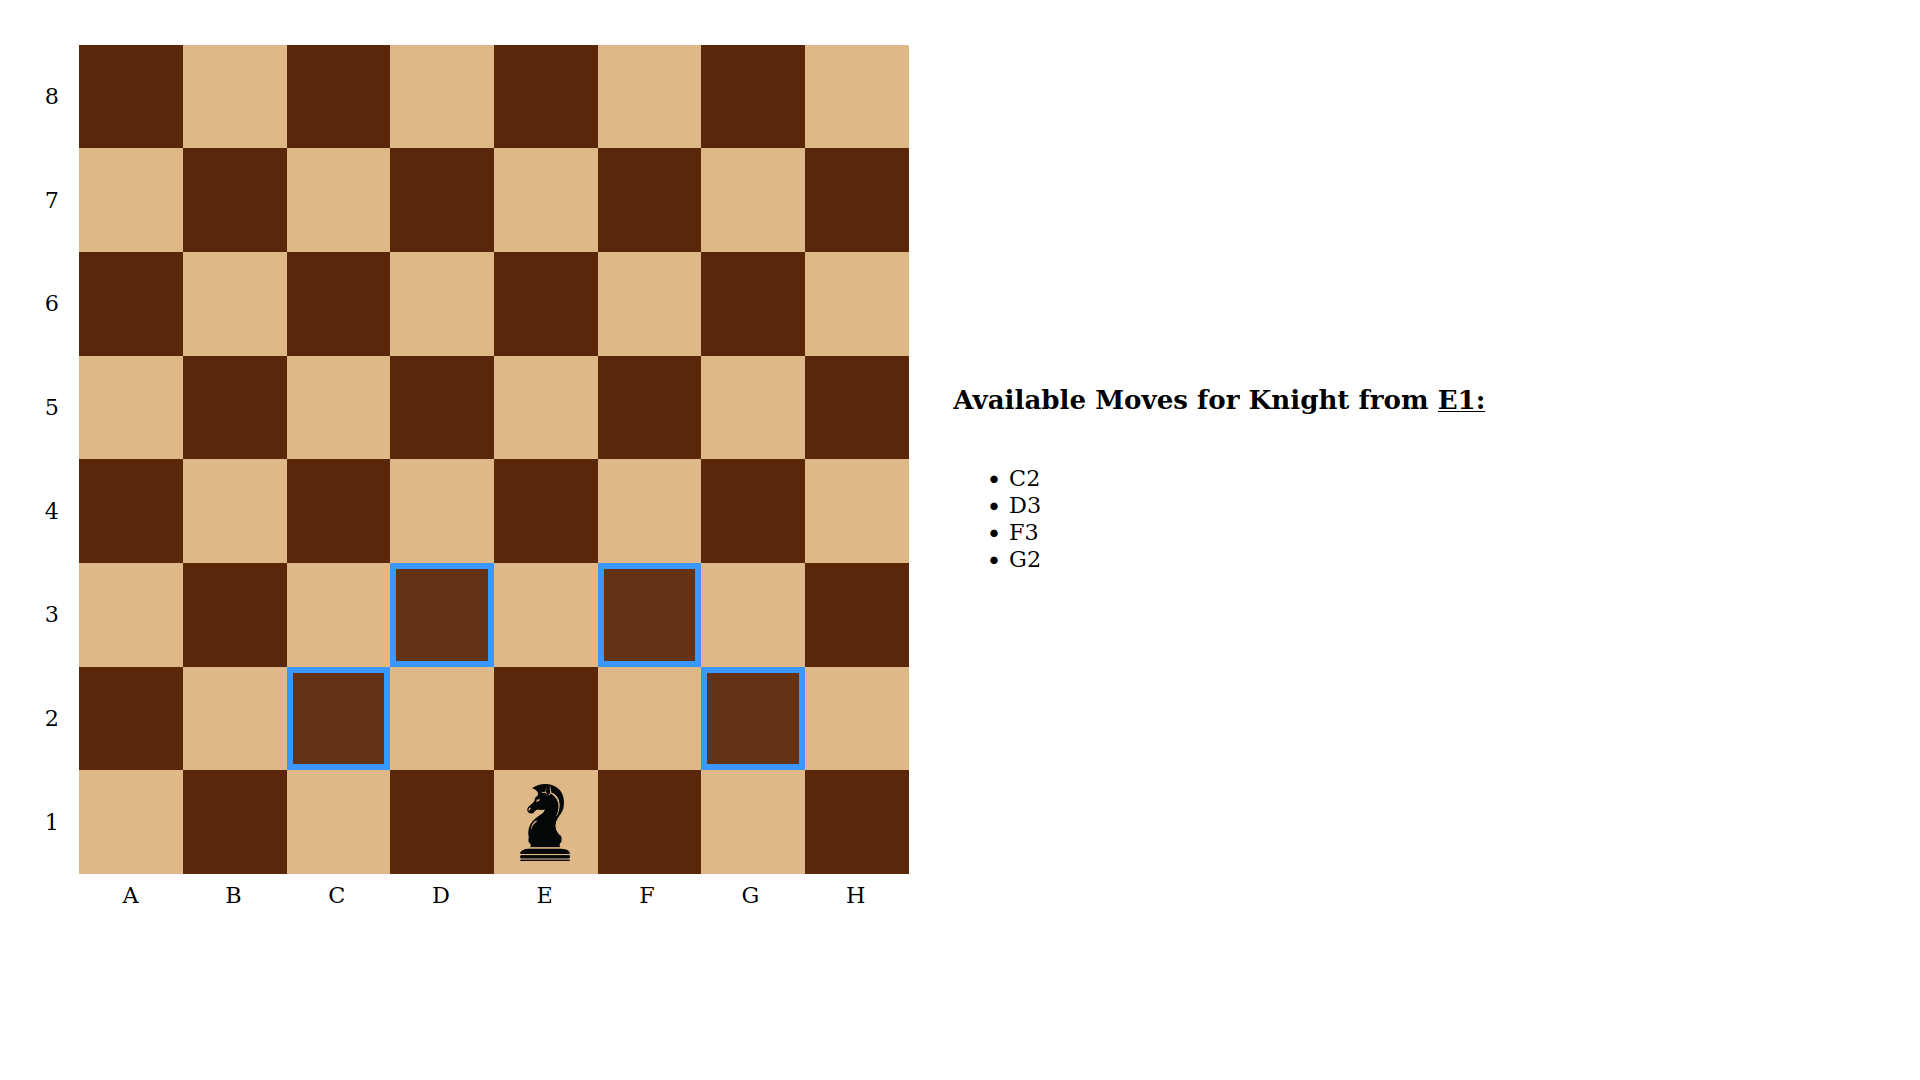 8
7
6
5
4
3
2
1
A B C D E F G H
Available Moves for Knight from E1:
• C2
• D3
• F3
• G2